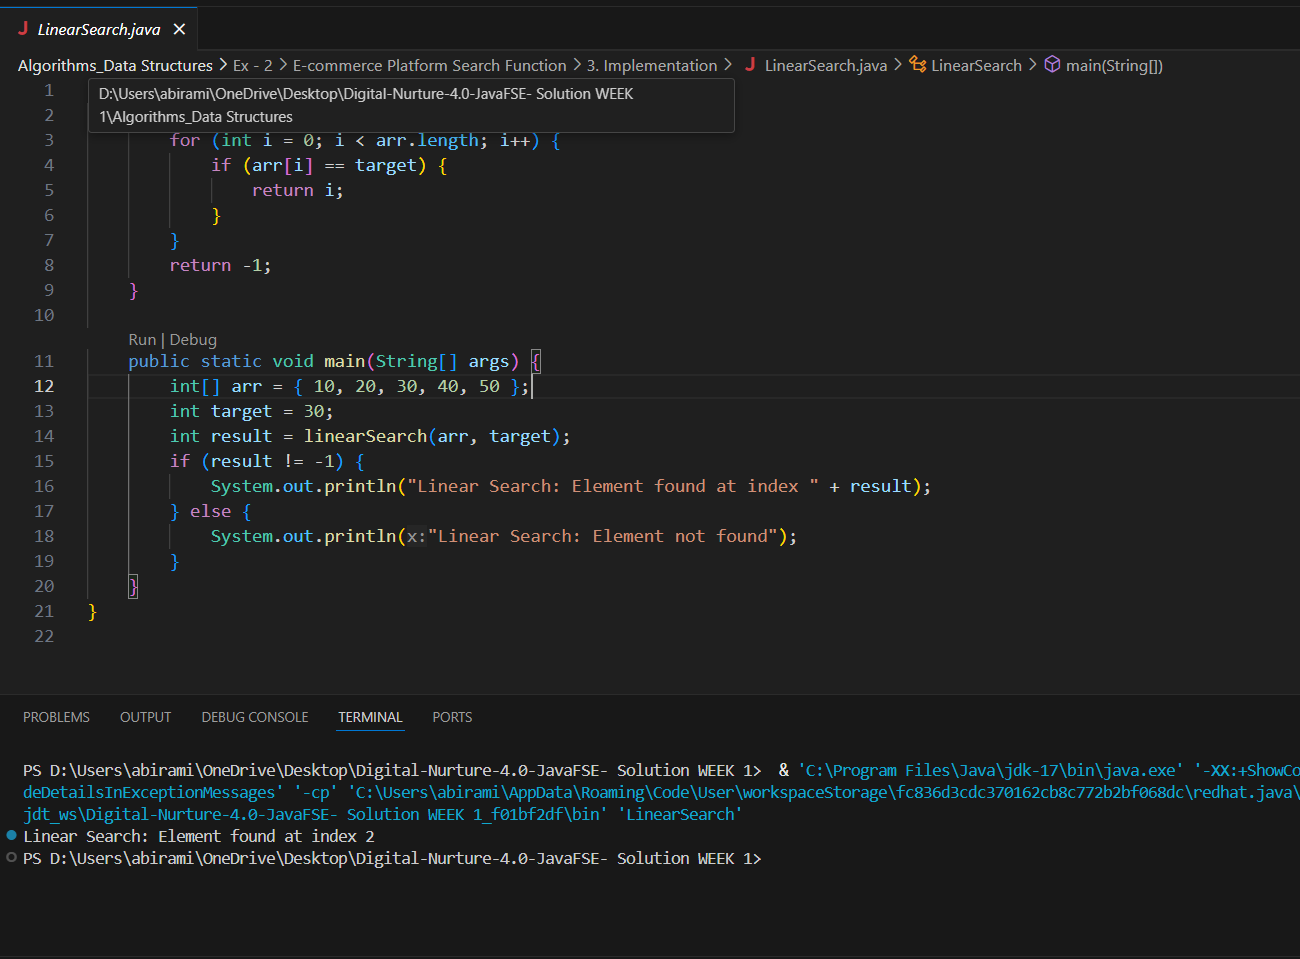 J LinearSearch.java ×
Algorithms_Data Structures > Ex - 2 > E-commerce Platform Search Function > 3. Implementation > J LinearSearch.java > LinearSearch > main(String[])
D:\Users\abirami\OneDrive\Desktop\Digital-Nurture-4.0-JavaFSE- Solution WEEK
1\Algorithms_Data Structures
1
2
3 for (int i = 0; i < arr.length; i++) {
4 if (arr[i] == target) {
5 return i;
6 }
7 }
8 return -1;
9 }
10
Run | Debug
11 public static void main(String[] args) {
12 int[] arr = { 10, 20, 30, 40, 50 };
13 int target = 30;
14 int result = linearSearch(arr, target);
15 if (result != -1) {
16 System.out.println("Linear Search: Element found at index " + result);
17 } else {
18 System.out.println(x:"Linear Search: Element not found");
19 }
20 }
21 }
22
PROBLEMS OUTPUT DEBUG CONSOLE TERMINAL PORTS
PS D:\Users\abirami\OneDrive\Desktop\Digital-Nurture-4.0-JavaFSE- Solution WEEK 1> & 'C:\Program Files\Java\jdk-17\bin\java.exe' '-XX:+ShowCo
deDetailsInExceptionMessages' '-cp' 'C:\Users\abirami\AppData\Roaming\Code\User\workspaceStorage\fc836d3cdc370162cb8c772b2bf068dc\redhat.java\
jdt_ws\Digital-Nurture-4.0-JavaFSE- Solution WEEK 1_f01bf2df\bin' 'LinearSearch'
Linear Search: Element found at index 2
PS D:\Users\abirami\OneDrive\Desktop\Digital-Nurture-4.0-JavaFSE- Solution WEEK 1>